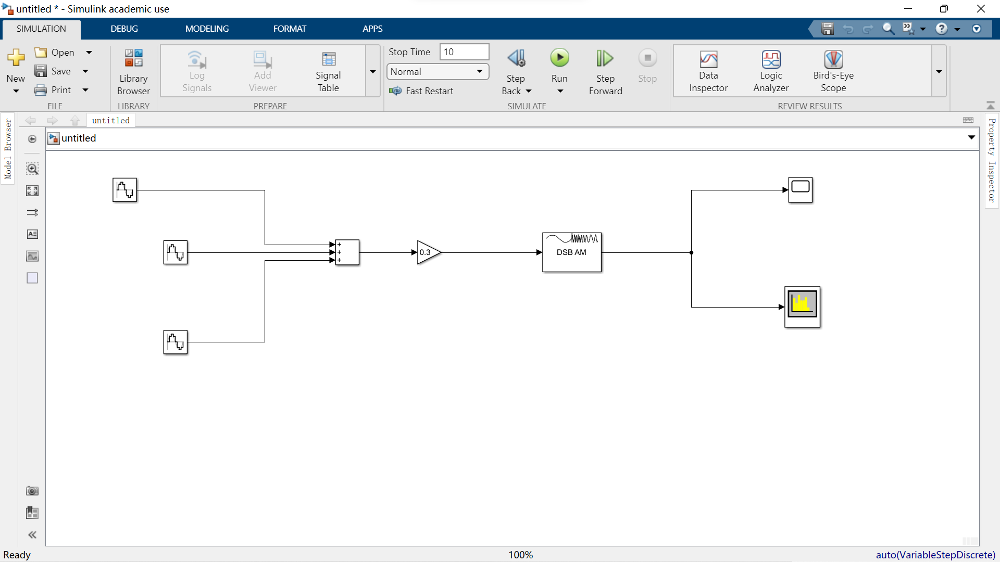 untitled * - Simulink academic use
SIMULATION DEBUG MODELING FORMAT APPS
New
Open
Save
Print
FILE
Library
Browser
LIBRARY
Log
Signals
Add
Viewer
Signal
Table
PREPARE
Stop Time 10
Normal
Fast Restart
Step
Back
Run
Step
Forward
Stop
SIMULATE
Data
Inspector
Logic
Analyzer
Bird's-Eye
Scope
REVIEW RESULTS
Model Browser
untitled
untitled
Property Inspector
+
+
+
0.3
DSB AM
Ready 100% auto(VariableStepDiscrete)